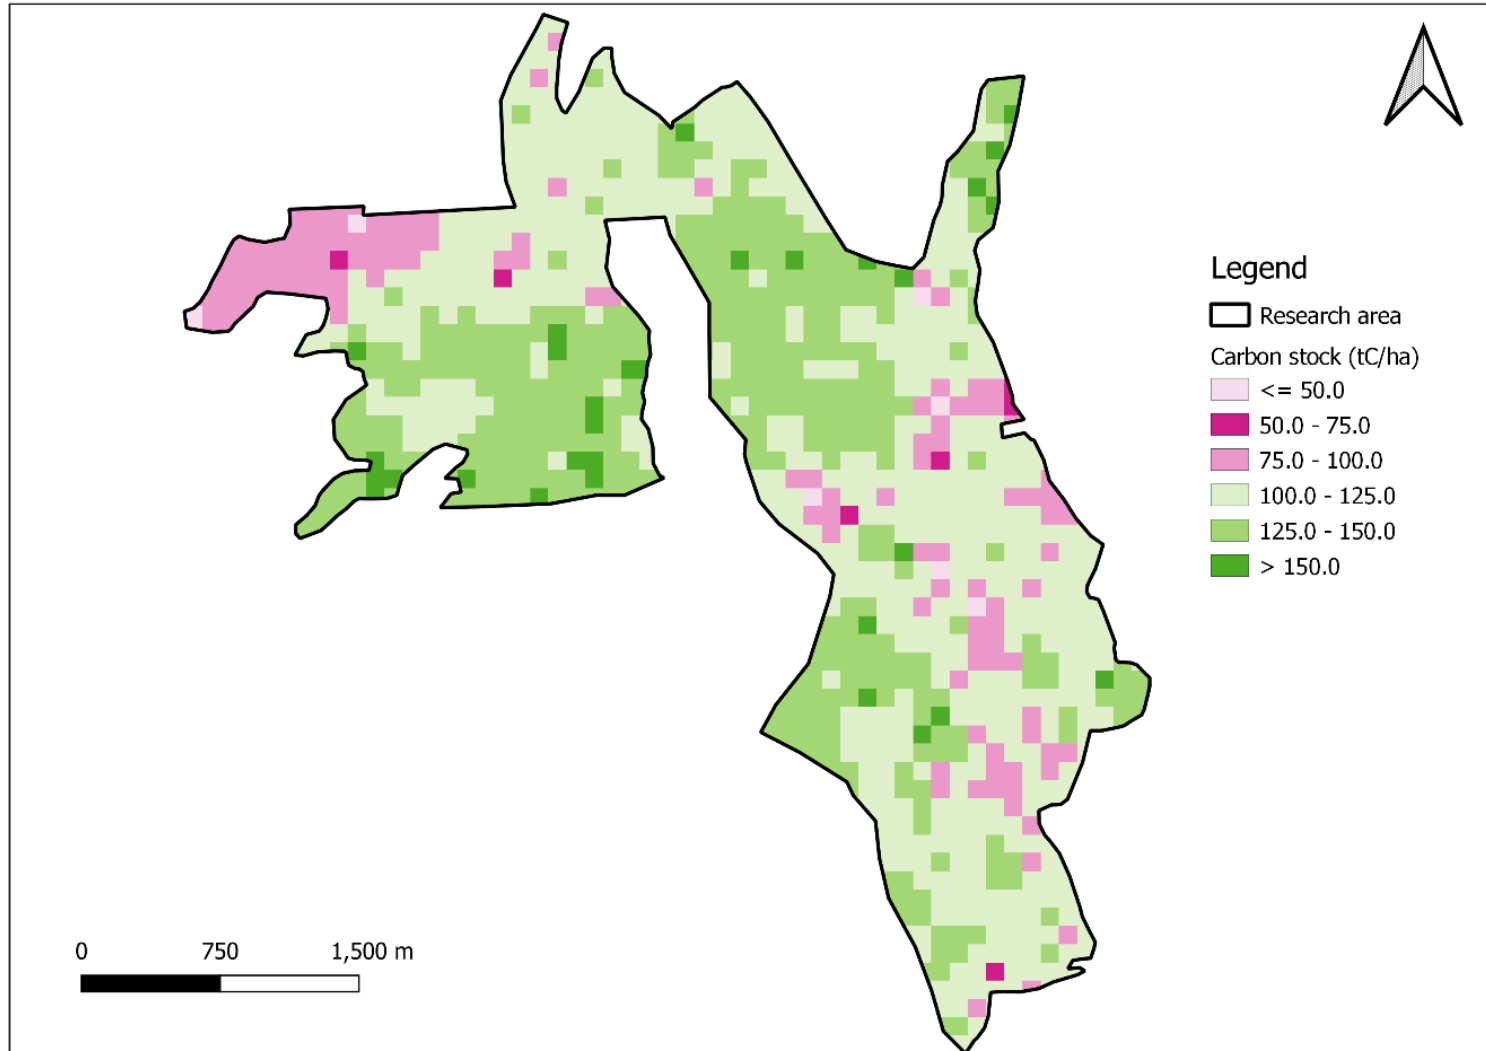 Legend
Research area
Carbon stock (tC/ha)
<= 50.0
50.0 - 75.0
75.0 - 100.0
100.0 - 125.0
125.0 - 150.0
> 150.0
0 750 1,500 m